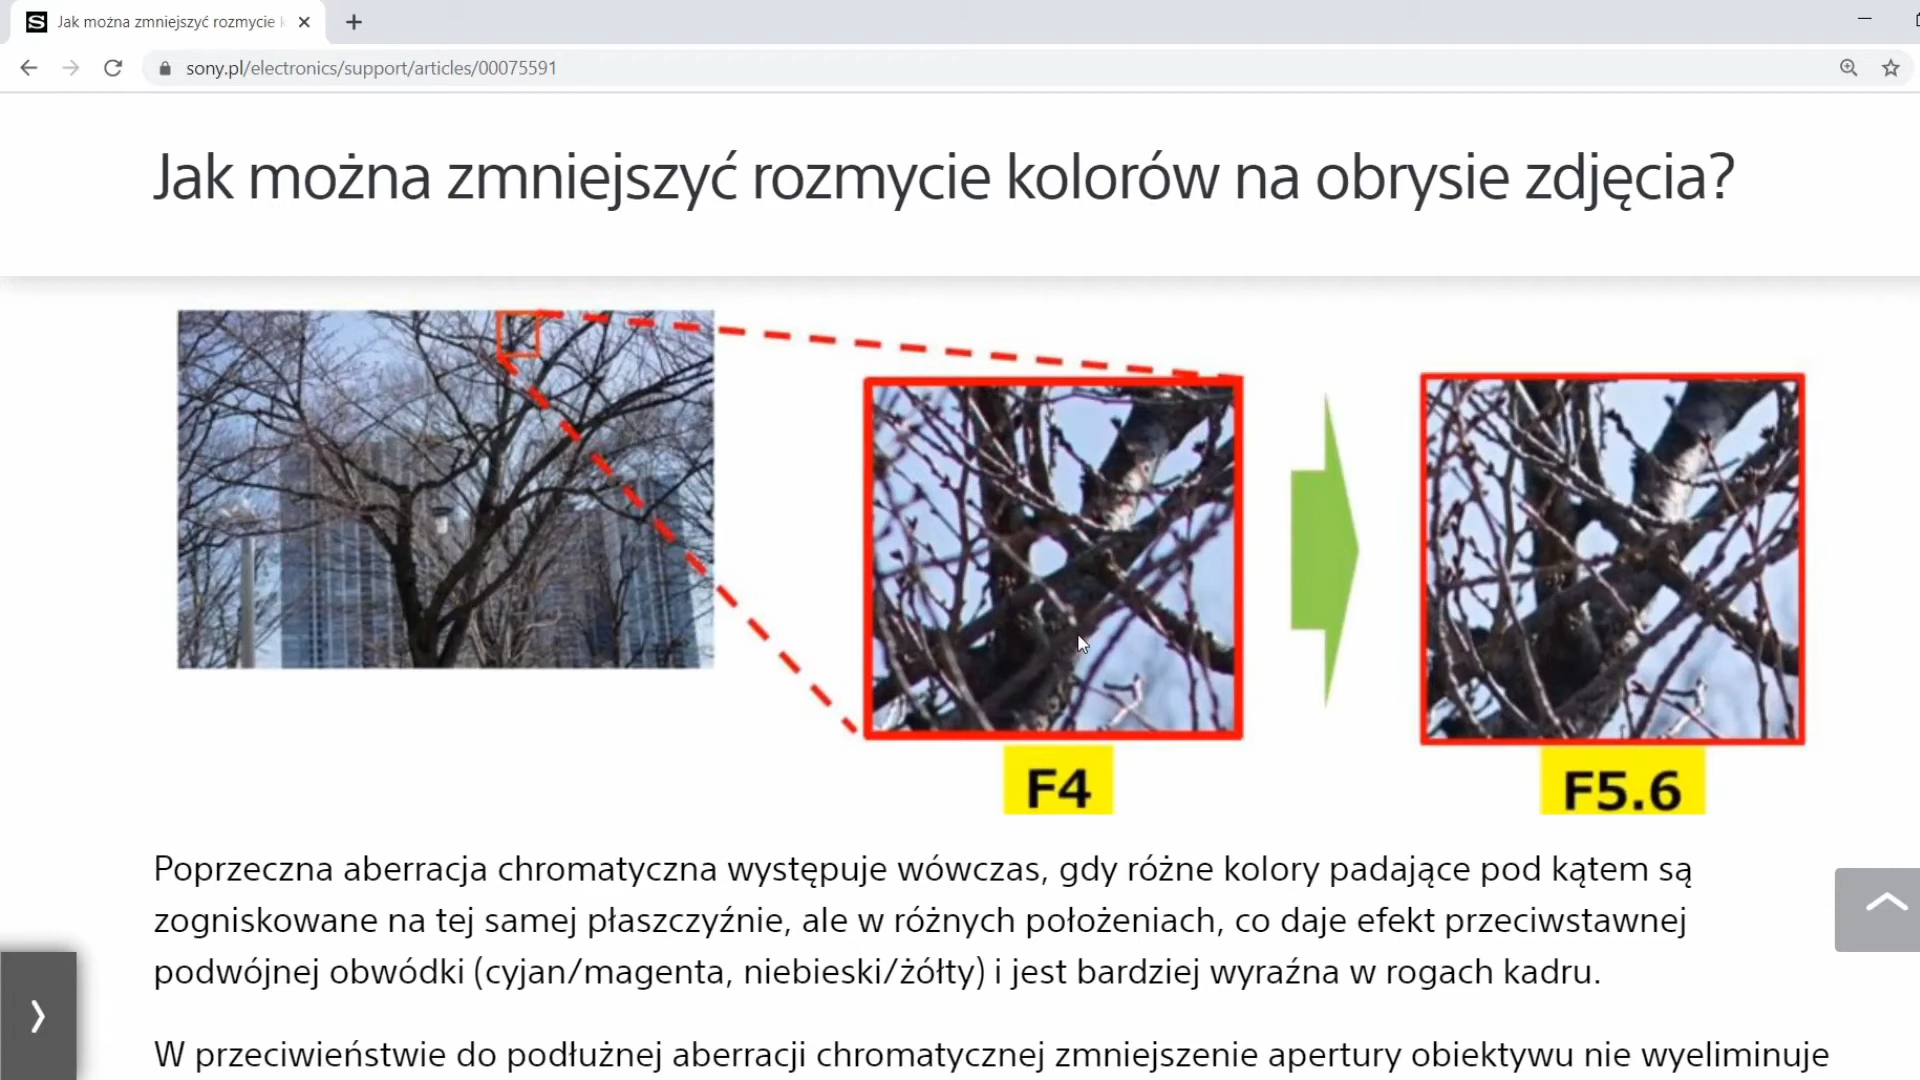 Jak można zmniejszyć rozmycie
sony.pl/electronics/support/articles/00075591
Jak można zmniejszyć rozmycie kolorów na obrysie zdjęcia?
F4
F5.6
Poprzeczna aberracja chromatyczna występuje wówczas, gdy różne kolory padające pod kątem są
zogniskowane na tej samej płaszczyźnie, ale w różnych położeniach, co daje efekt przeciwstawnej
podwójnej obwódki (cyjan/magenta, niebieski/żółty) i jest bardziej wyraźna w rogach kadru.
W przeciwieństwie do podłużnej aberracji chromatycznej zmniejszenie apertury obiektywu nie wyeliminuje